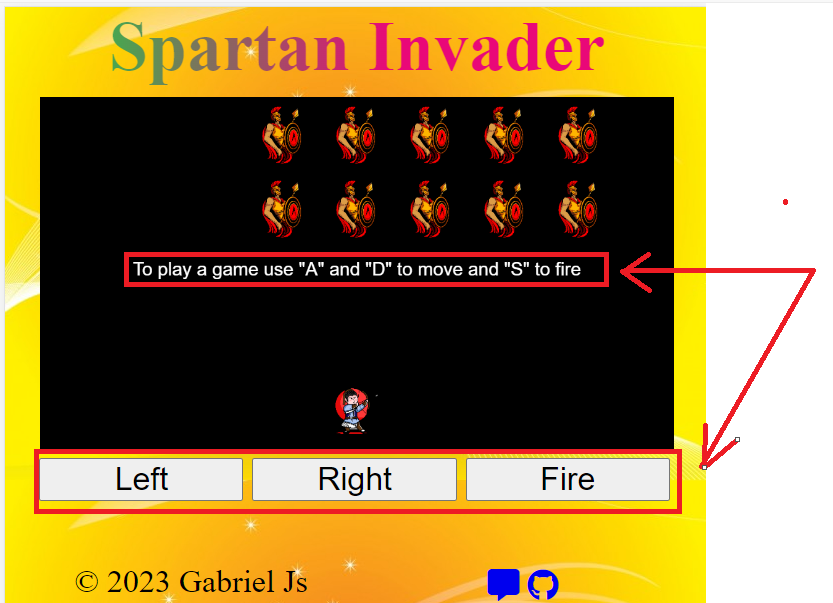 Spartan Invader
To play a game use "A" and "D" to move and "S" to fire
Left Right Fire
© 2023 Gabriel Js